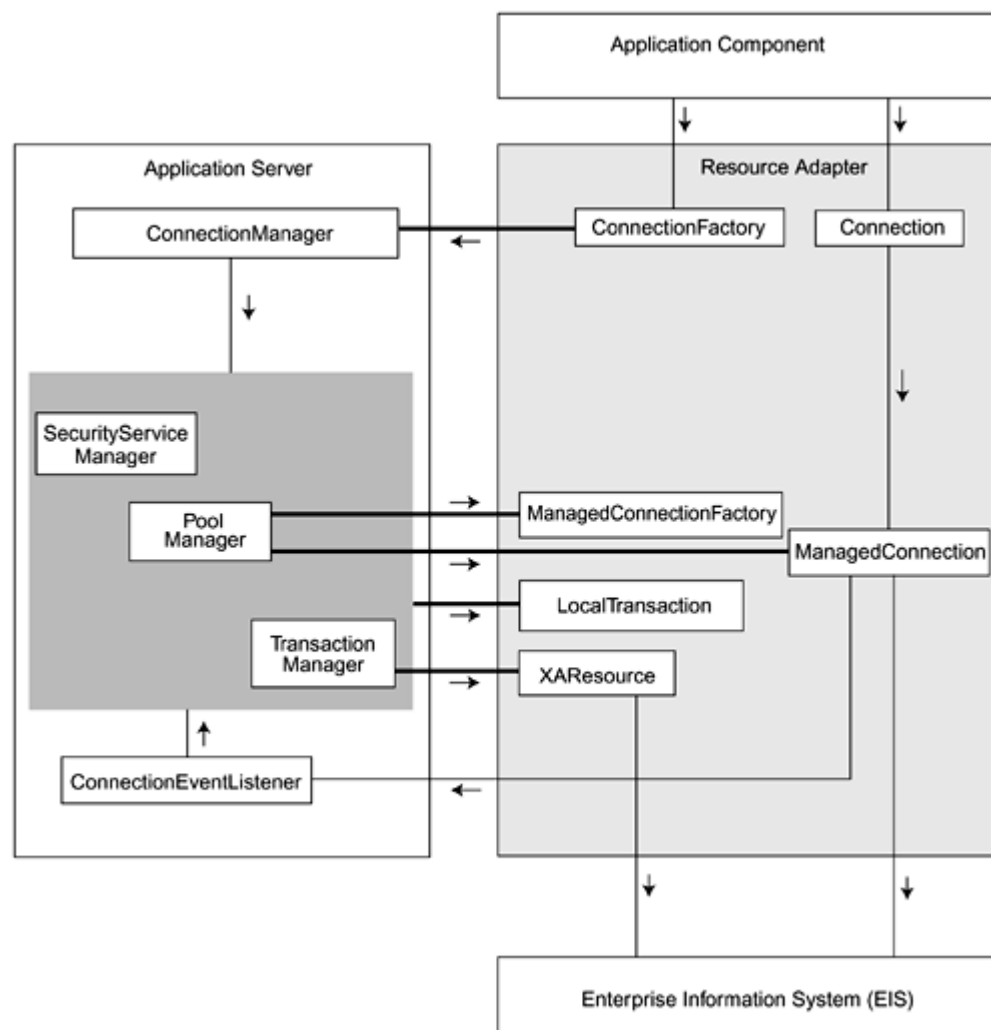 Application Component
Application Server
Resource Adapter
ConnectionManager
ConnectionFactory
Connection
SecurityService
Manager
Pool
Manager
ManagedConnectionFactory
ManagedConnection
LocalTransaction
Transaction
Manager
XAResource
ConnectionEventListener
Enterprise Information System (EIS)